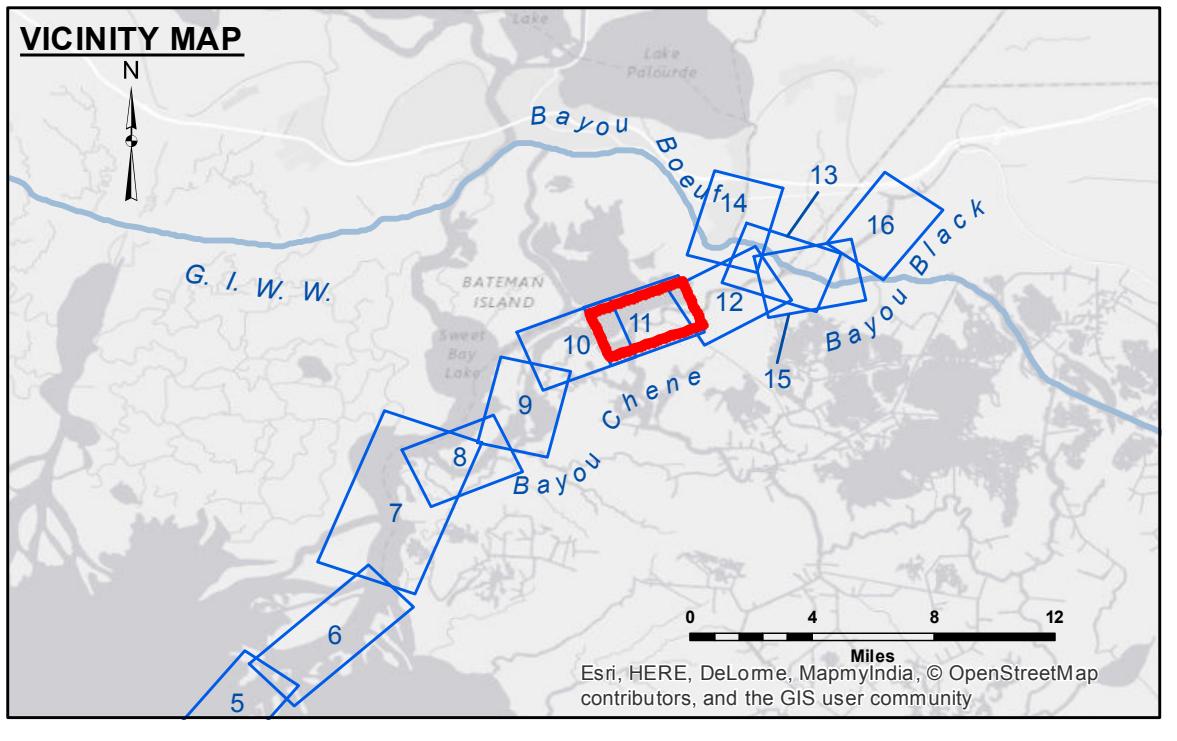 VICINITY MAP
N
Lake
Lake
Palourde
Bayou
Boeuf
13
14
16
Black
G. I. W. W.
BATEMAN
ISLAND
12
11
Bayou
Sweet
Bay
Lake
10
15
Chene
9
8
Bayou
7
0 4 8 12
6
Miles
Esri, HERE, DeLorme, MapmyIndia, © OpenStreetMap
contributors, and the GIS user community
5